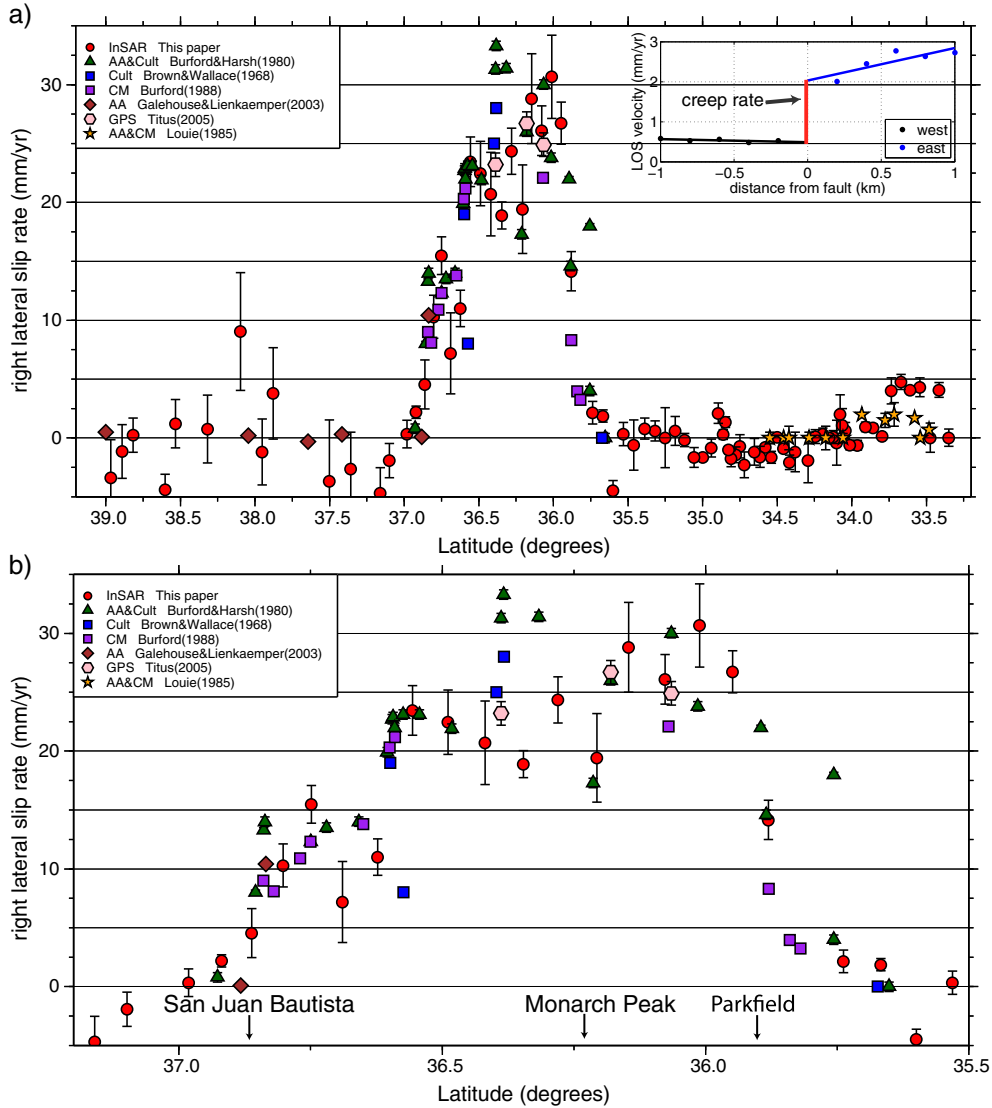 a)
InSAR This paper
AA&Cult Burford&Harsh(1980)
Cult Brown&Wallace(1968)
CM Burford(1988)
AA Galehouse&Lienkaemper(2003)
GPS Titus(2005)
AA&CM Louie(1985)
30
20
10
0
right lateral slip rate (mm/yr)
3
2
1
0
LOS velocity (mm/yr)
creep rate
west
east
-1 -0.5 0 0.5 1
distance from fault (km)
39.0 38.5 38.0 37.5 37.0 36.5 36.0 35.5 35.0 34.5 34.0 33.5
Latitude (degrees)
b)
InSAR This paper
AA&Cult Burford&Harsh(1980)
Cult Brown&Wallace(1968)
CM Burford(1988)
AA Galehouse&Lienkaemper(2003)
GPS Titus(2005)
AA&CM Louie(1985)
30
20
10
0
right lateral slip rate (mm/yr)
San Juan Bautista Monarch Peak Parkfield
37.0 36.5 36.0 35.5
Latitude (degrees)